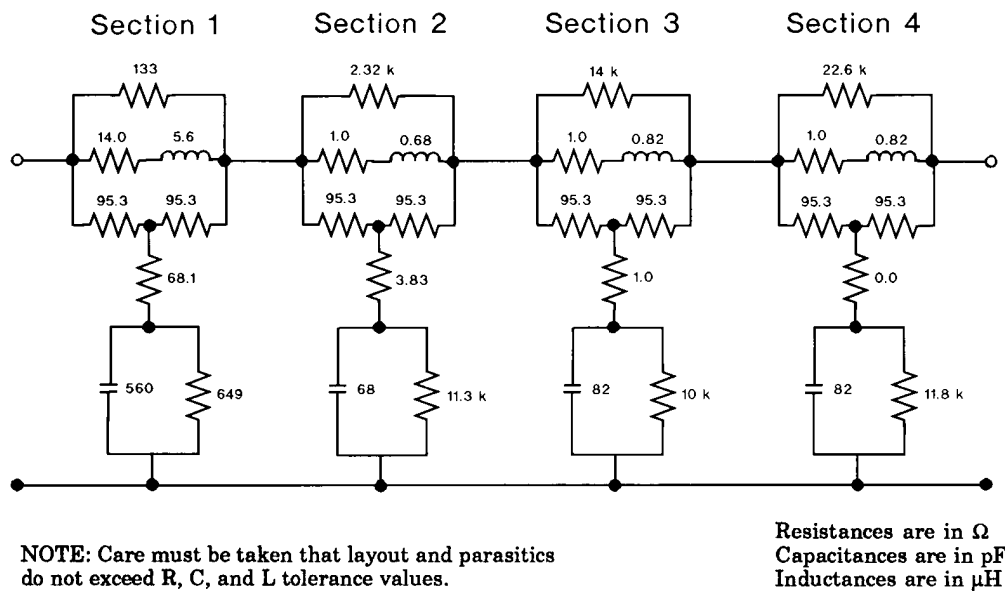 Section 1 Section 2 Section 3 Section 4
133 2.32 k 14 k 22.6 k
14.0 5.6 1.0 0.68 1.0 0.82 1.0 0.82
95.3 95.3 95.3 95.3 95.3 95.3 95.3 95.3
68.1 3.83 1.0 0.0
560 649 68 11.3 k 82 10 k 82 11.8 k
NOTE: Care must be taken that layout and parasitics
do not exceed R, C, and L tolerance values.
Resistances are in Ω
Capacitances are in pF
Inductances are in µH